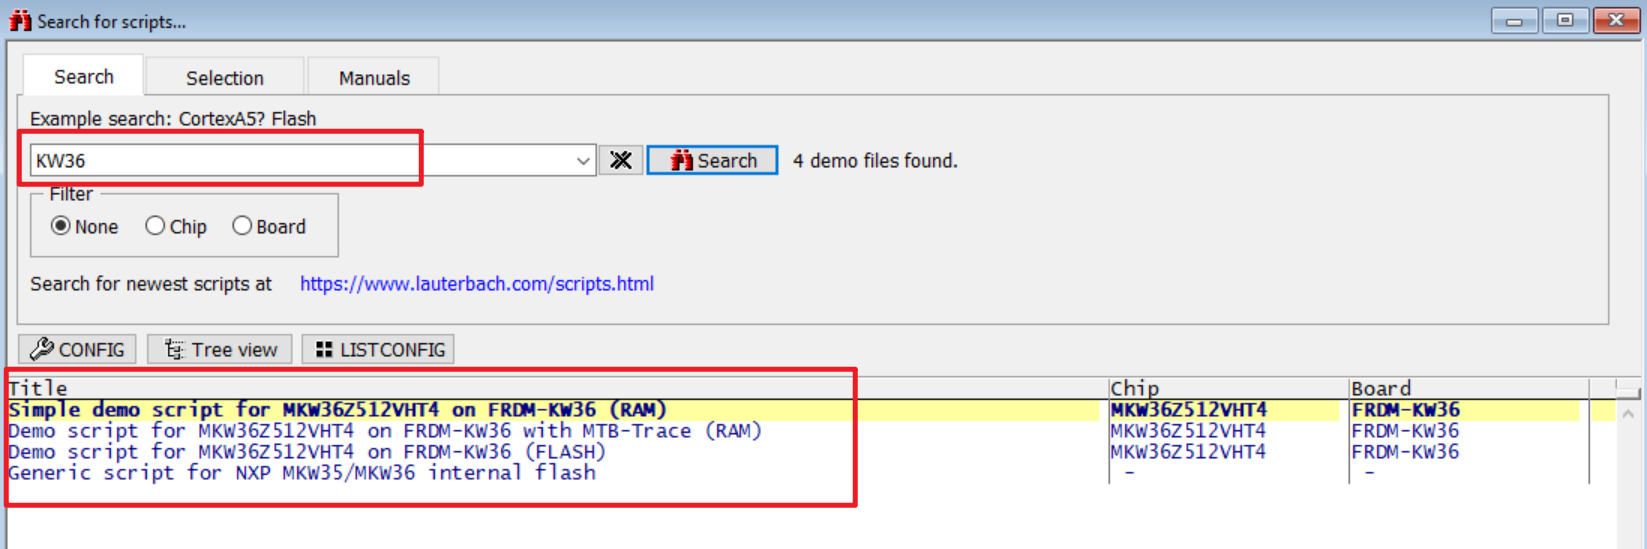 Search for scripts...
Search Selection Manuals
Example search: CortexA5? Flash
KW36 Search 4 demo files found.
Filter
None Chip Board
Search for newest scripts at https://www.lauterbach.com/scripts.html
CONFIG Tree view LISTCONFIG
Title Chip Board
Simple demo script for MKW36Z512VHT4 on FRDM-KW36 (RAM) MKW36Z512VHT4 FRDM-KW36
Demo script for MKW36Z512VHT4 on FRDM-KW36 with MTB-Trace (RAM) MKW36Z512VHT4 FRDM-KW36
Demo script for MKW36Z512VHT4 on FRDM-KW36 (FLASH) MKW36Z512VHT4 FRDM-KW36
Generic script for NXP MKW35/MKW36 internal flash - -